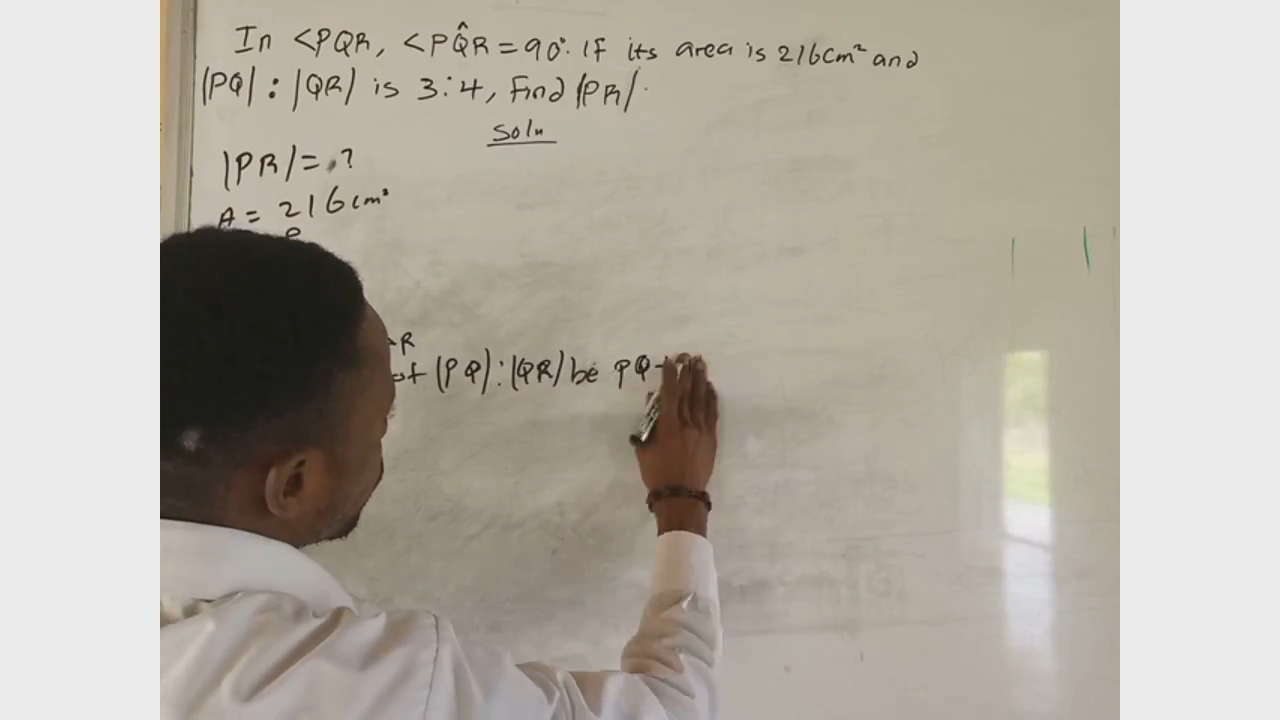 In <PQR, <PQ̂R = 90°. If its area is 216cm² and
|PQ| : |QR| is 3:4, Find |PR|.
Soln
|PR| = ?
A = 216cm²
P
R
of |PQ| : |QR| be PQ